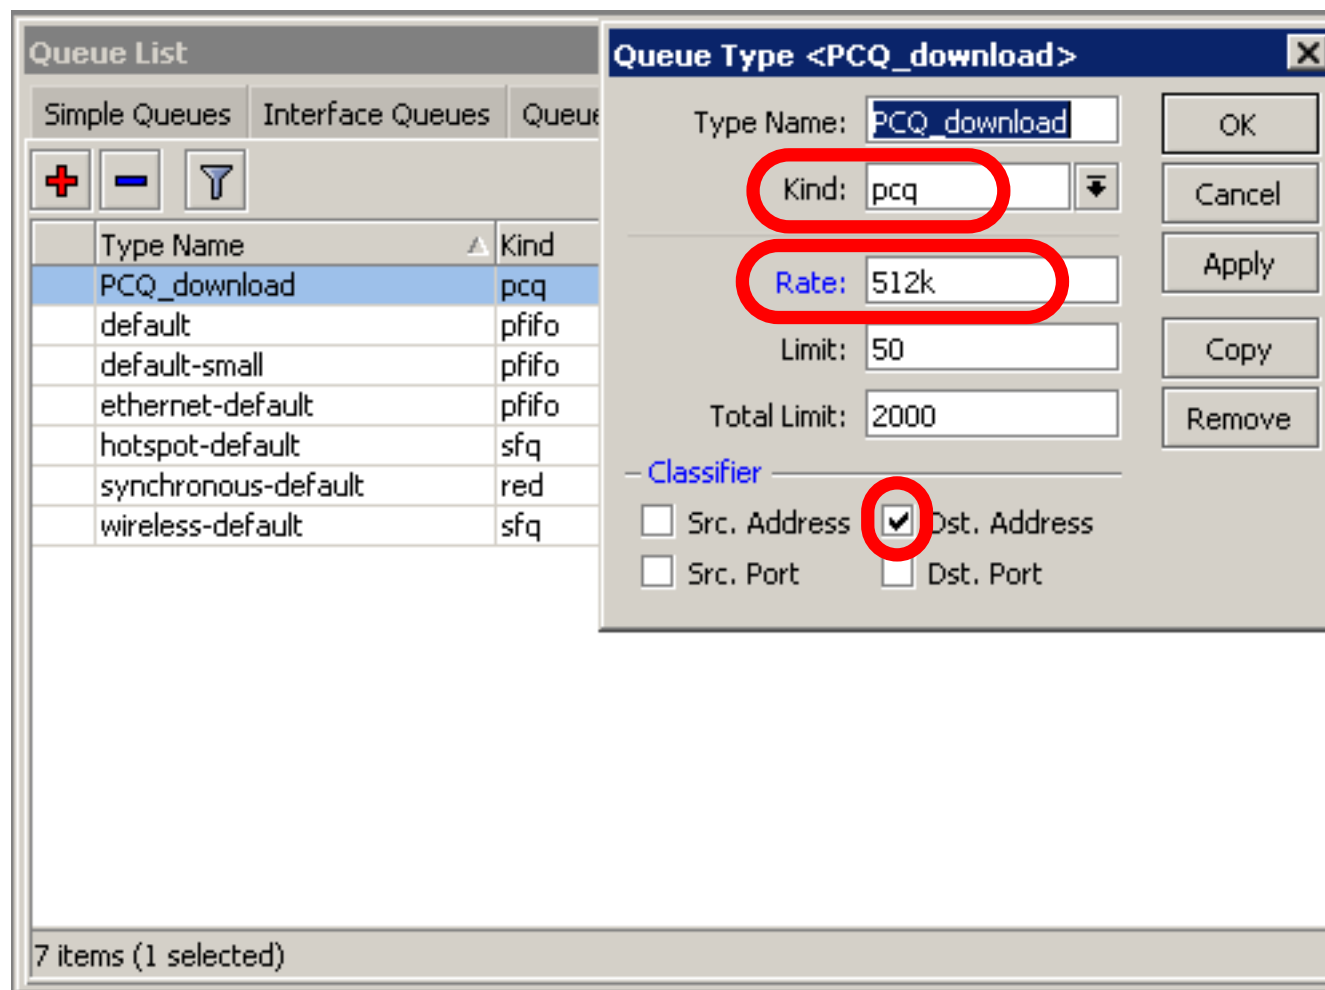 Queue List
Simple Queues Interface Queues Queue
Type Name Kind
PCQ_download pcq
default pfifo
default-small pfifo
ethernet-default pfifo
hotspot-default sfq
synchronous-default red
wireless-default sfq
7 items (1 selected)
Queue Type <PCQ_download>
Type Name: PCQ_download OK
Kind: pcq Cancel
Rate: 512k Apply
Limit: 50 Copy
Total Limit: 2000 Remove
Classifier
Src. Address Dst. Address
Src. Port Dst. Port